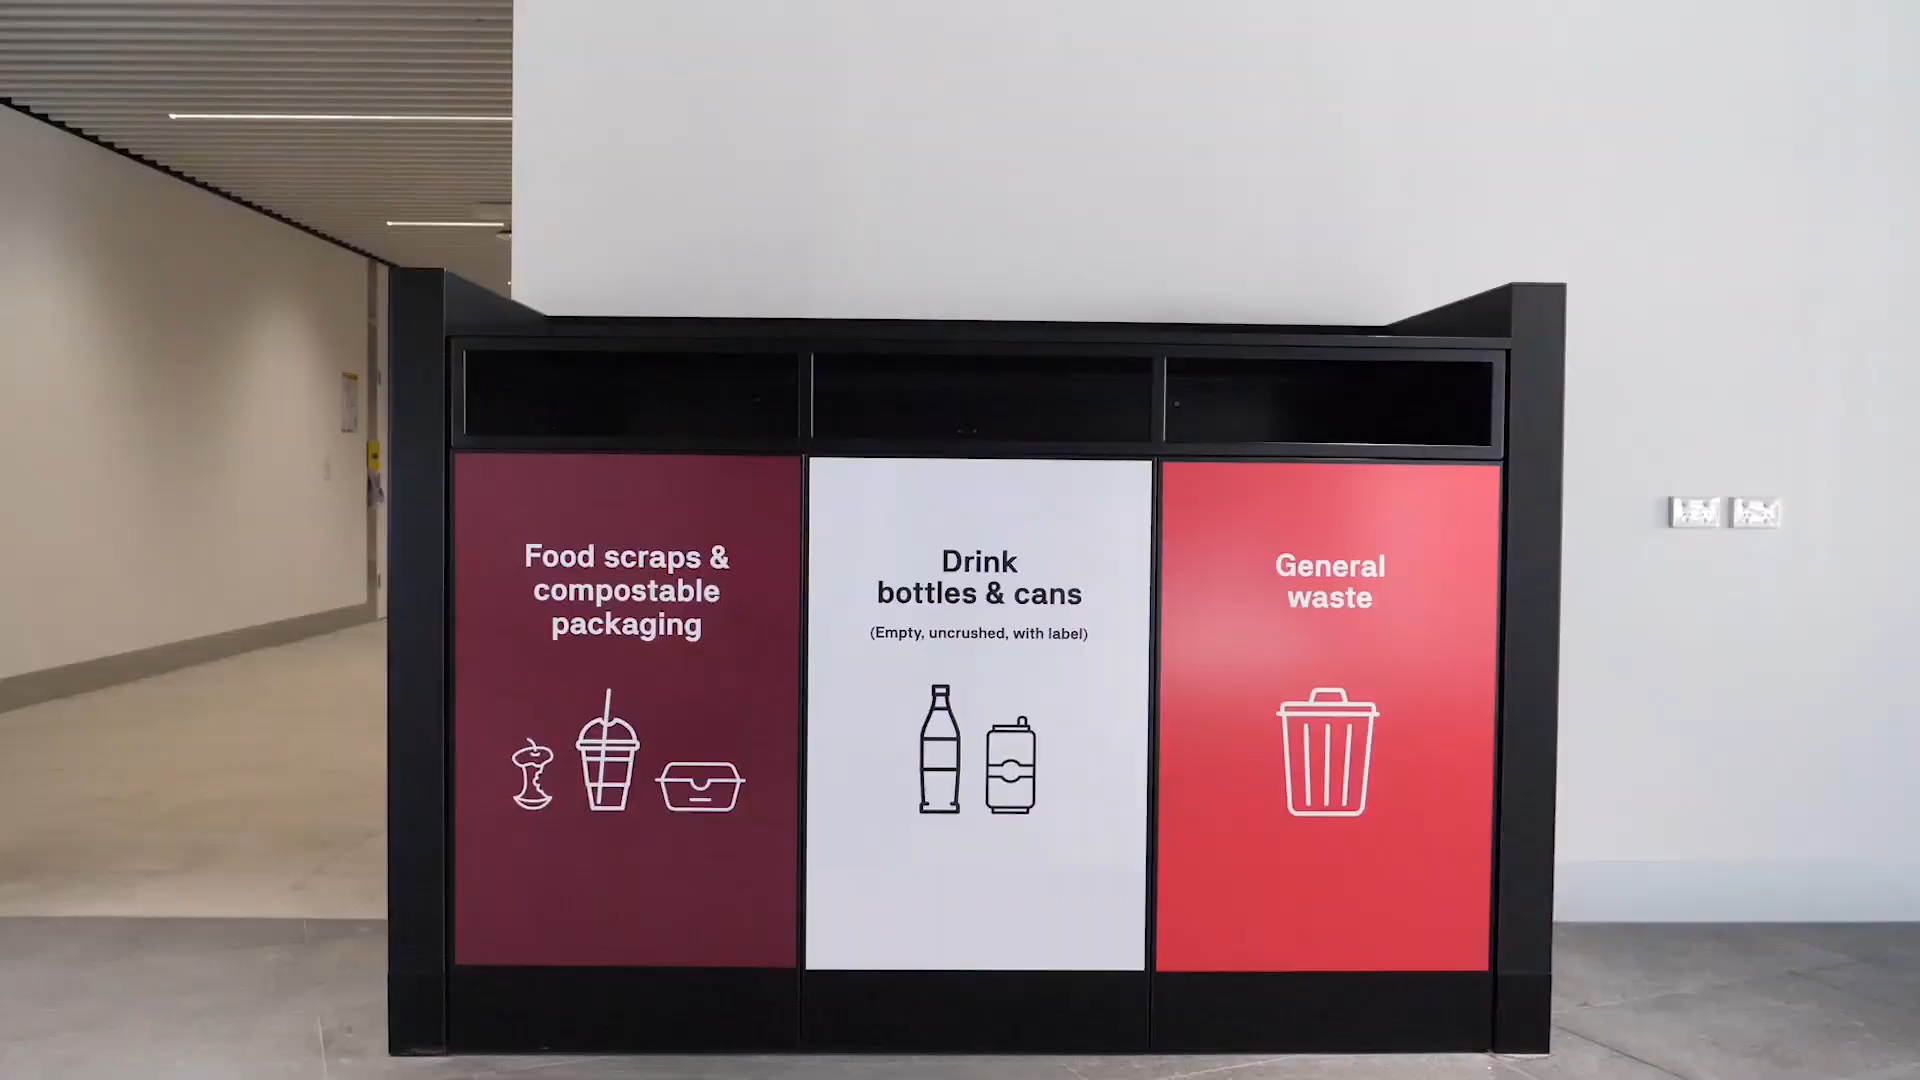 Food scraps &
compostable
packaging
Drink
bottles & cans
(Empty, uncrushed, with label)
General
waste